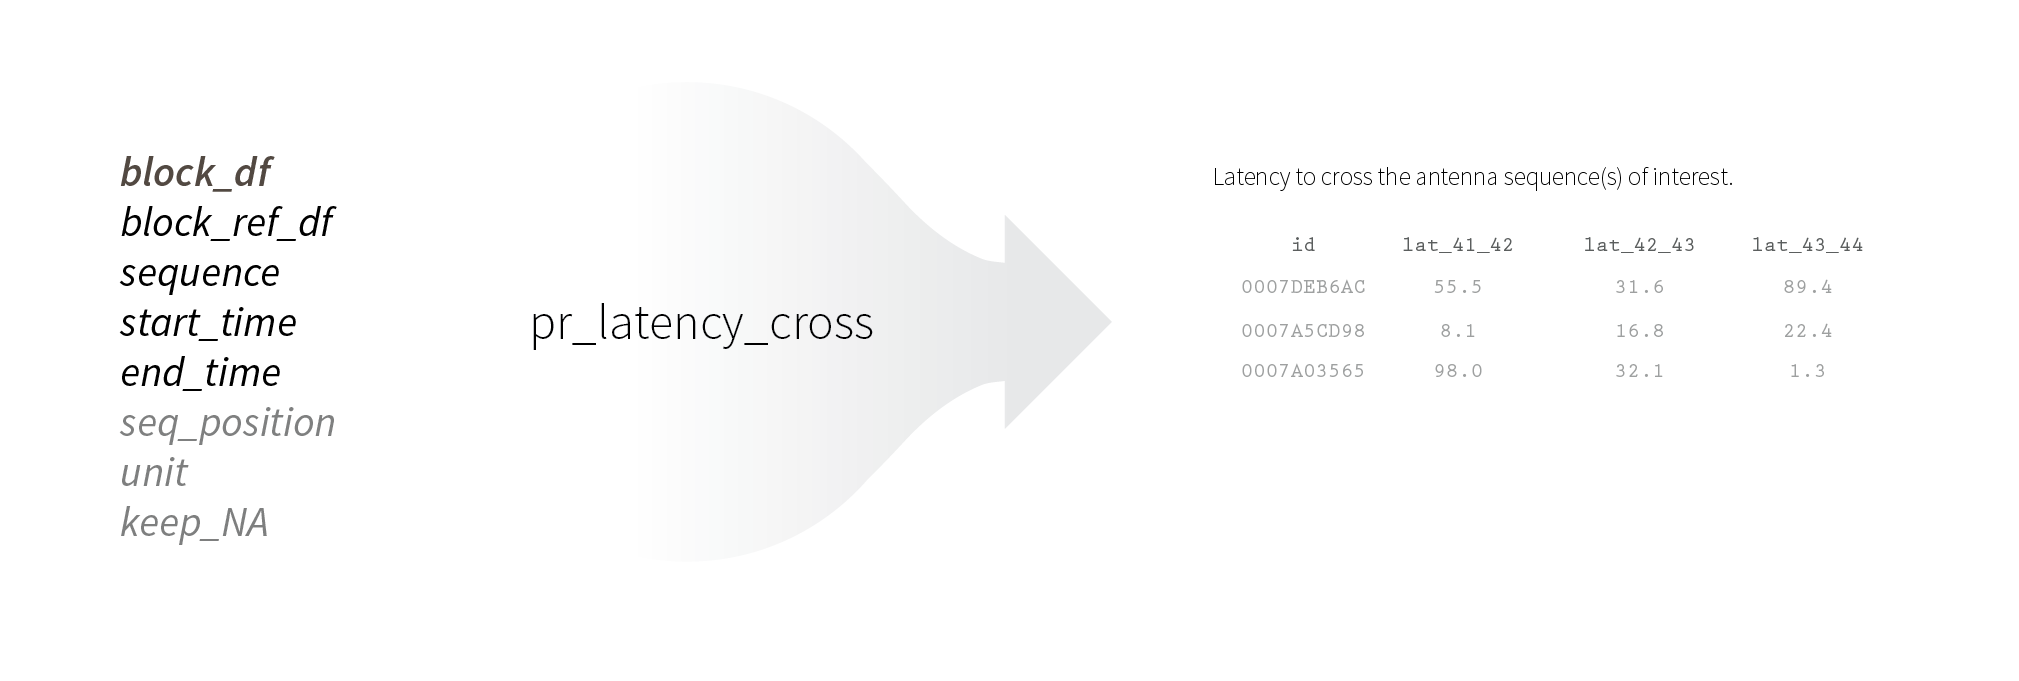 block_df
block_ref_df
sequence
start_time
end_time
seq_position
unit
keep_NA
pr_latency_cross
Latency to cross the antenna sequence(s) of interest.
id lat_41_42 lat_42_43 lat_43_44
0007DEB6AC 55.5 31.6 89.4
0007A5CD98 8.1 16.8 22.4
0007A03565 98.0 32.1 1.3